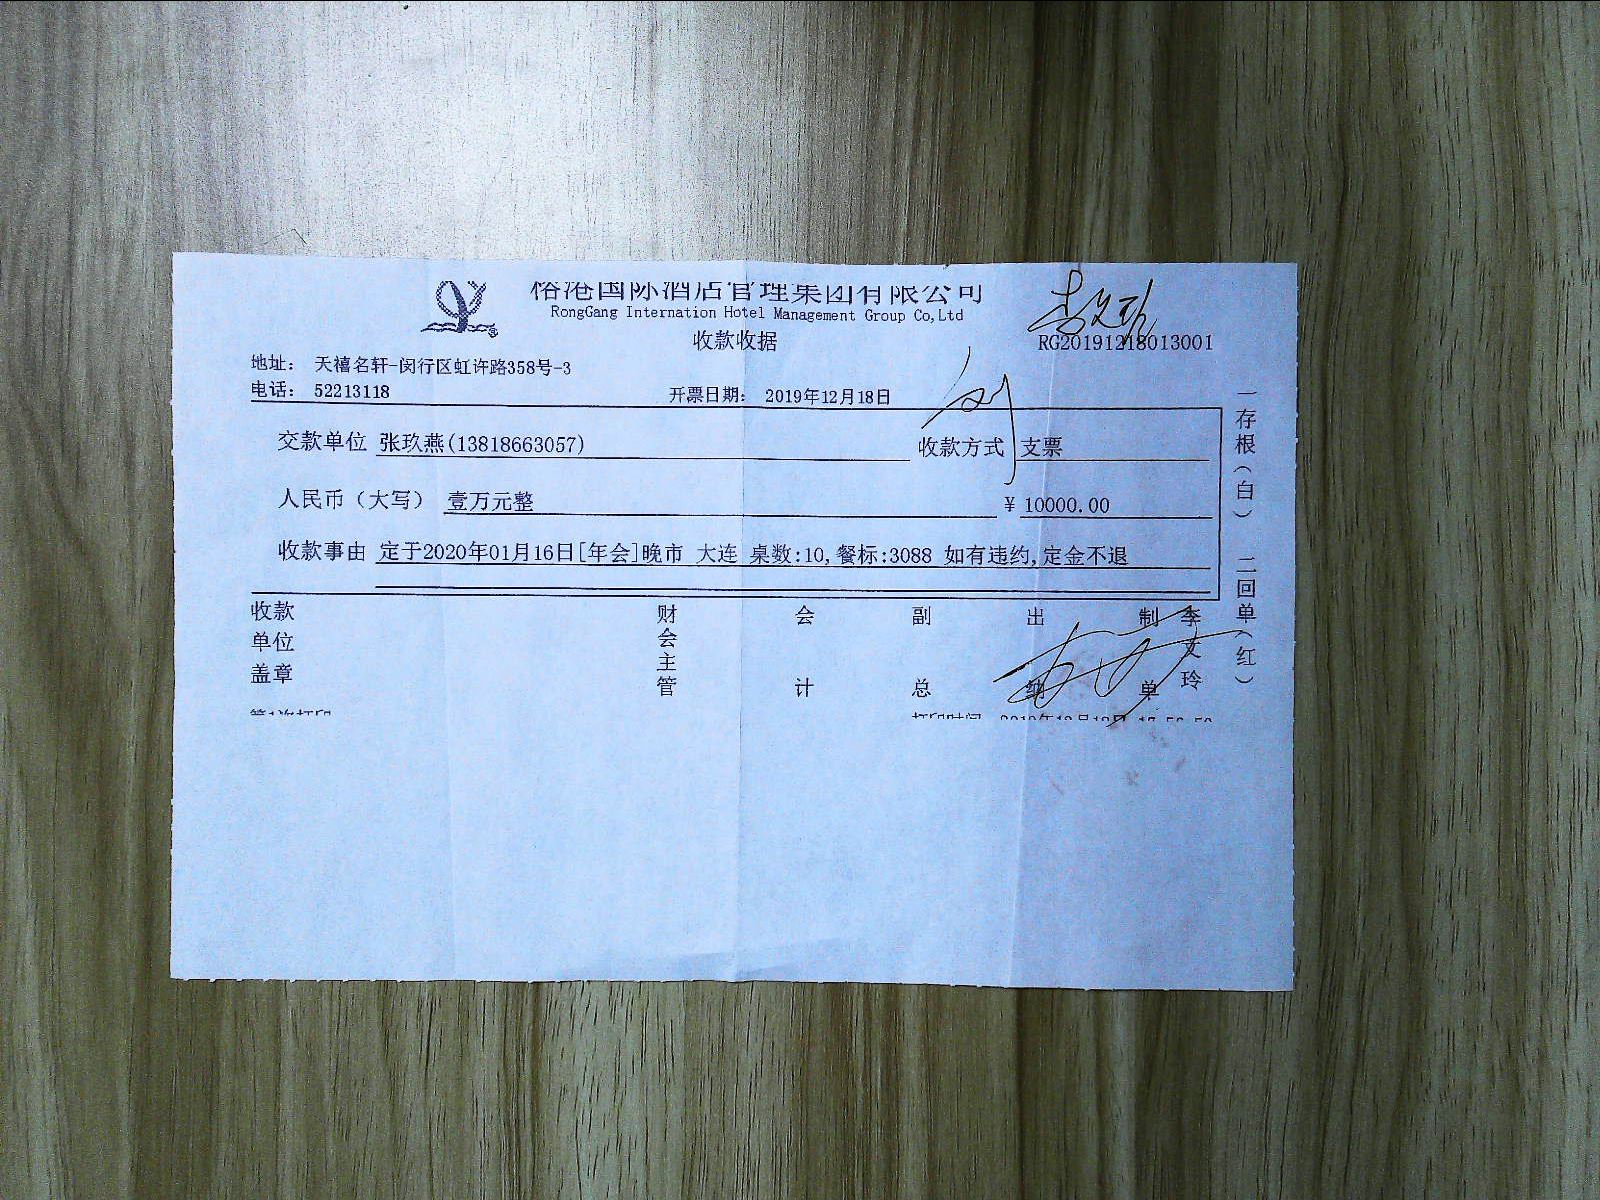 榕港国际酒店管理集团有限公司
RongGang Internation Hotel Management Group Co,Ltd
收款收据
RG20191218013001
地址： 天禧名轩-闵行区虹许路358号-3
电话： 52213118 开票日期： 2019年12月18日
交款单位 张玖燕(13818663057) 收款方式 支票
人民币（大写） 壹万元整 ¥ 10000.00
收款事由 定于2020年01月16日[年会]晚市 大连 桌数:10,餐标:3088 如有违约,定金不退
收款单位盖章 财会主管 会计 副总 出纳 制单 李文玲
第1次打印
一存根（白） 二回单（红）